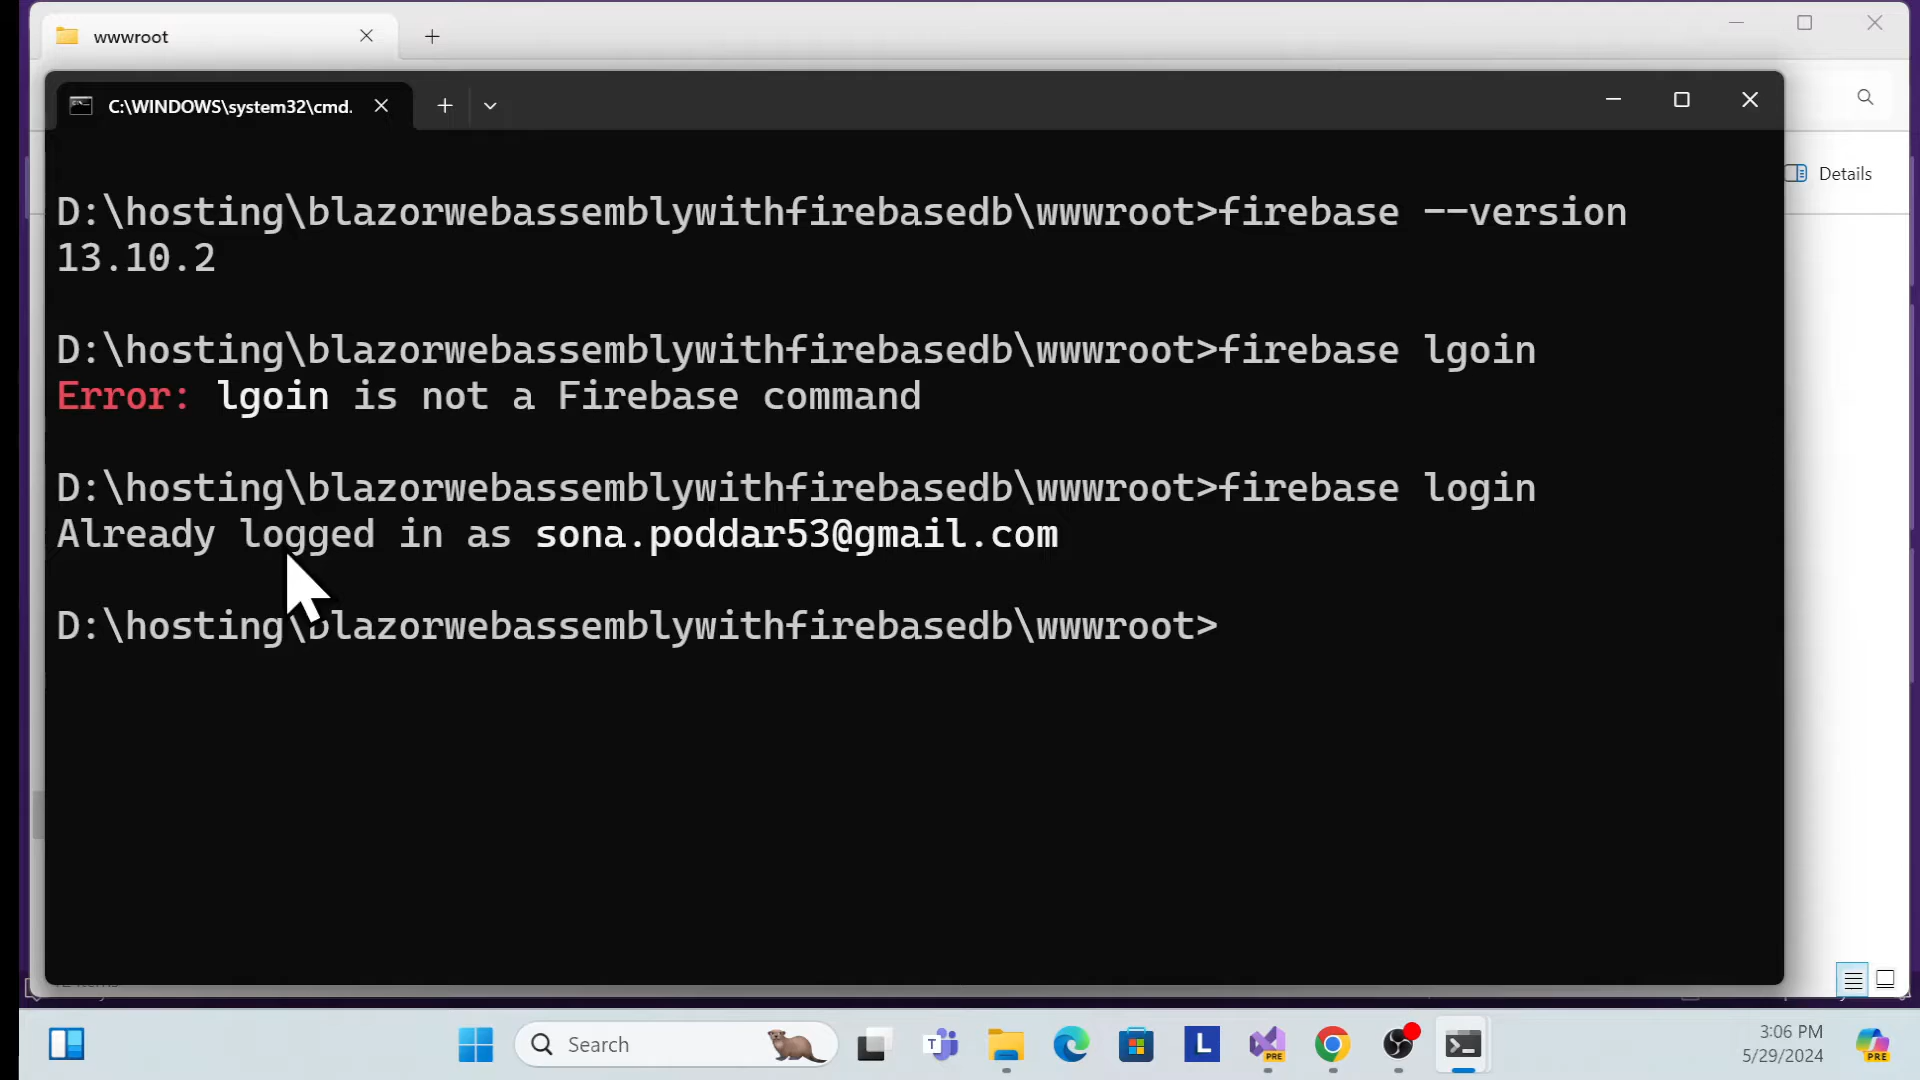 wwwroot
C:\WINDOWS\system32\cmd.
Details
D:\hosting\blazorwebassemblywithfirebasedb\wwwroot>firebase --version
13.10.2
D:\hosting\blazorwebassemblywithfirebasedb\wwwroot>firebase lgoin
Error: lgoin is not a Firebase command
D:\hosting\blazorwebassemblywithfirebasedb\wwwroot>firebase login
Already logged in as sona.poddar53@gmail.com
D:\hosting\blazorwebassemblywithfirebasedb\wwwroot>
Search
T
L
PRE
3:06 PM
5/29/2024
PRE